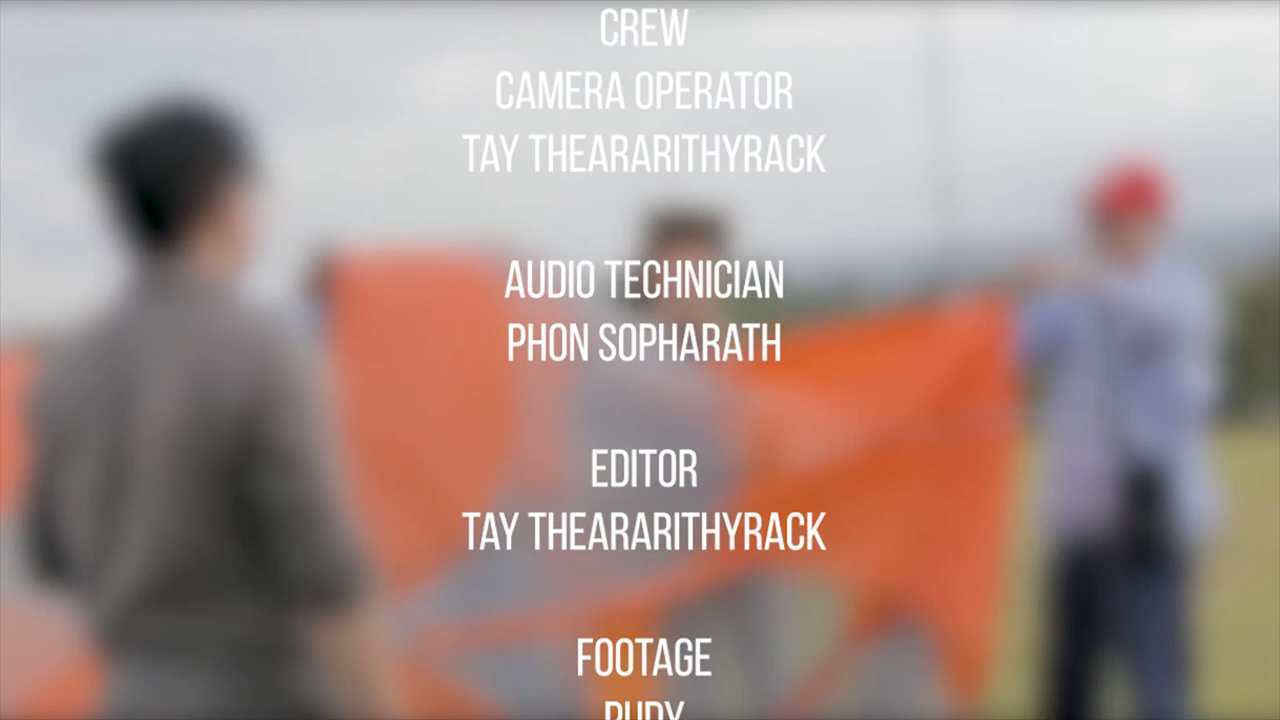 CREW
CAMERA OPERATOR
TAY THEARARITHYRACK
AUDIO TECHNICIAN
PHON SOPHARATH
EDITOR
TAY THEARARITHYRACK
FOOTAGE